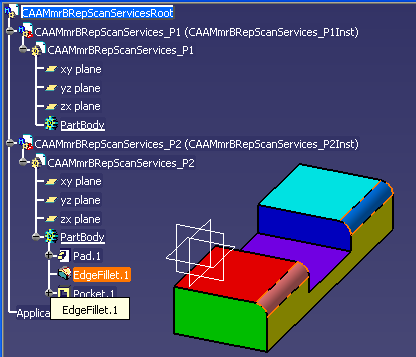 CAAMmrBRepScanServicesRoot
CAAMmrBRepScanServices_P1 (CAAMmrBRepScanServices_P1Inst)
CAAMmrBRepScanServices_P1
xy plane
yz plane
zx plane
PartBody
CAAMmrBRepScanServices_P2 (CAAMmrBRepScanServices_P2Inst)
CAAMmrBRepScanServices_P2
xy plane
yz plane
zx plane
PartBody
Pad.1
EdgeFillet.1
Pocket.1
Applica
EdgeFillet.1